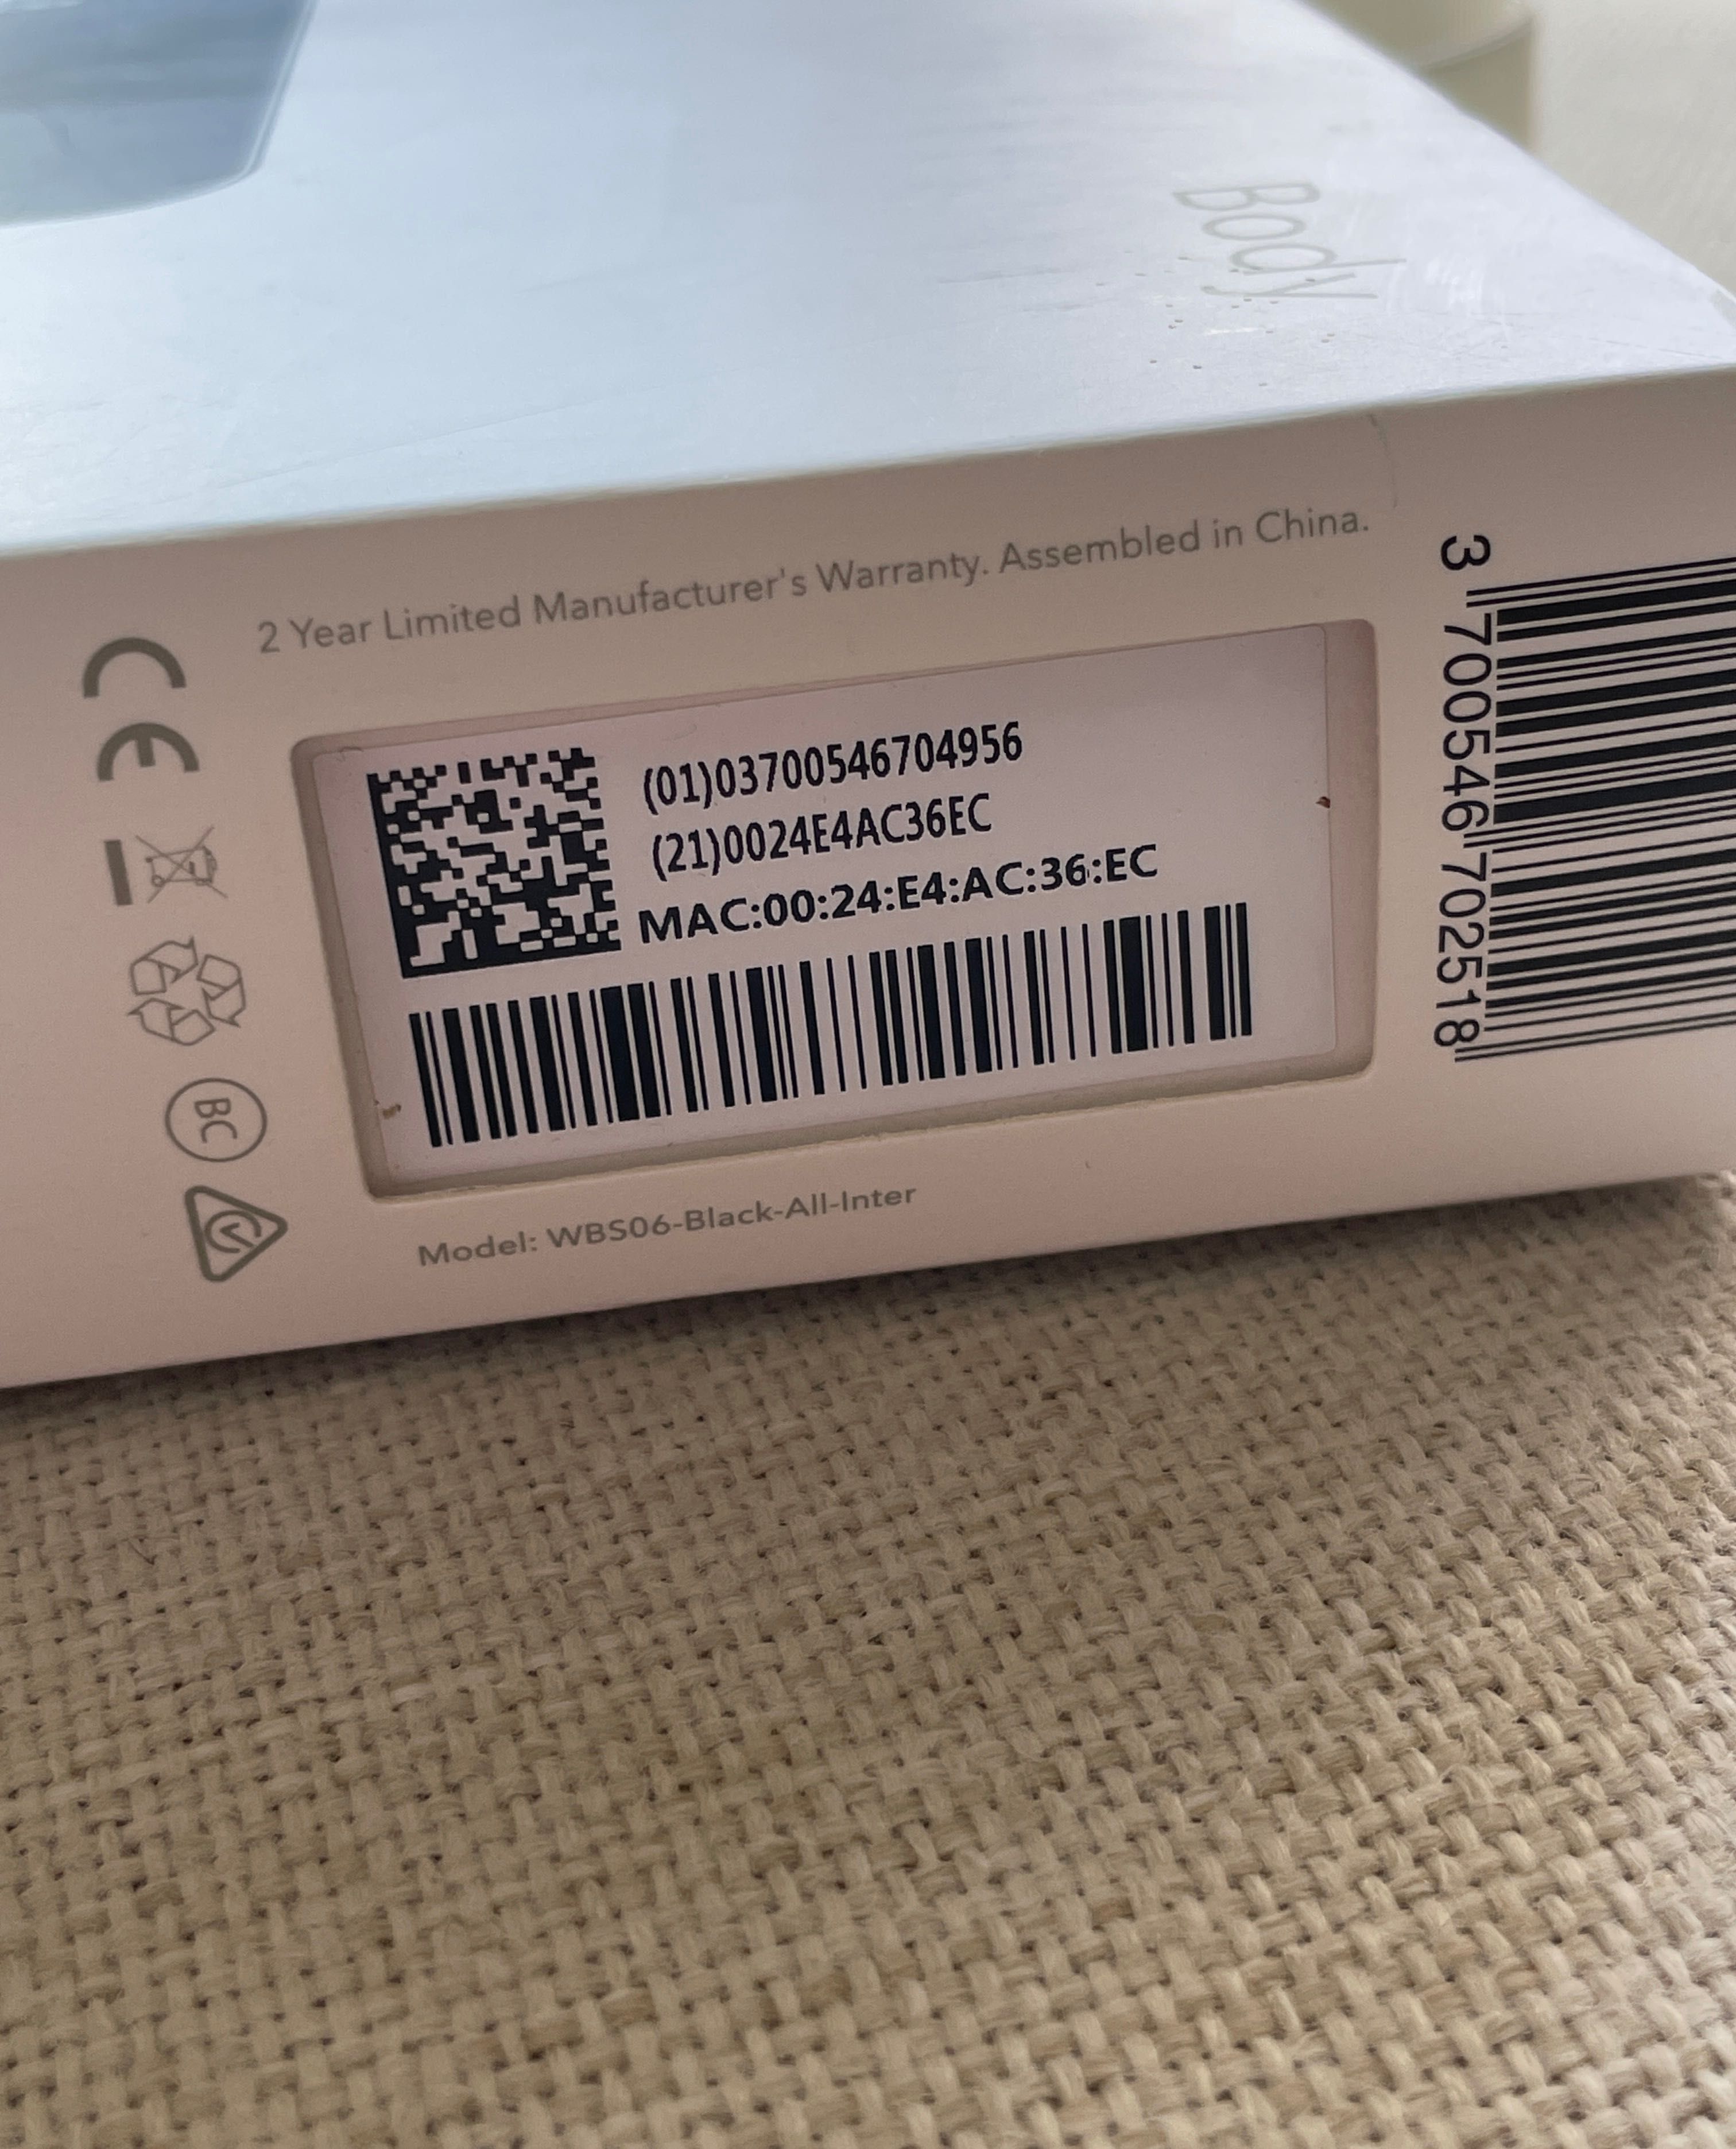 Body
2 Year Limited Manufacturer's Warranty. Assembled in China.
CE
BC
(01)03700546704956
(21)0024E4AC36EC
MAC:00:24:E4:AC:36:EC
Model: WBS06-Black-All-Inter
3 700546 702518